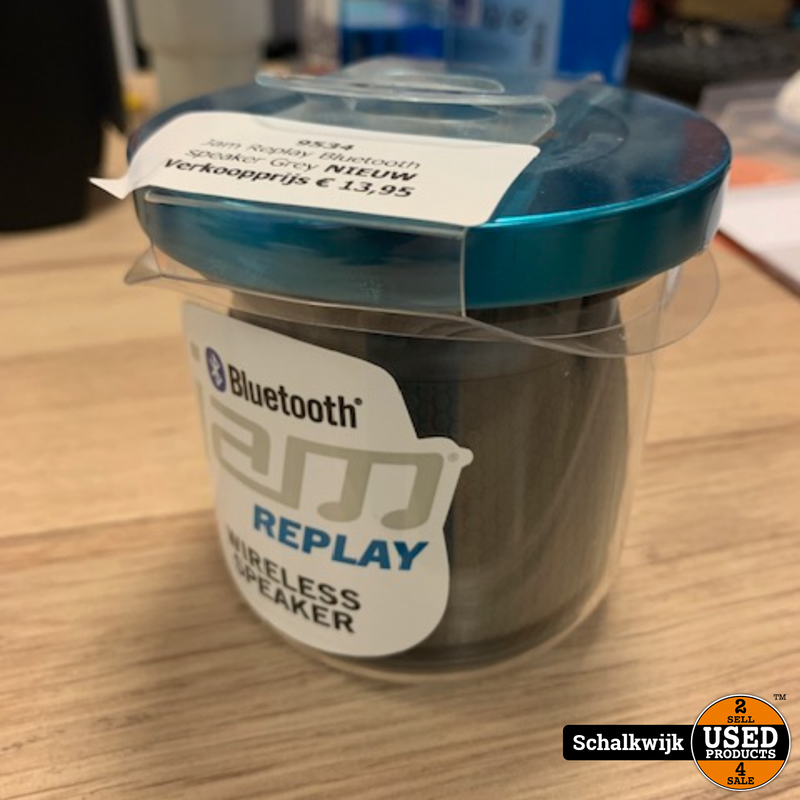 9534
Jam Replay Bluetooth
Speaker Grey NIEUW
Verkoopprijs € 13,95
Bluetooth®
jam®
REPLAY
WIRELESS
SPEAKER
Schalkwijk
2
SELL
USED
PRODUCTS
4
SALE
TM